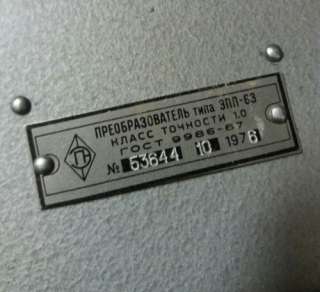 ПРЕОБРАЗОВАТЕЛЬ типа ЭПП-63
КЛАСС ТОЧНОСТИ 1,0
ГОСТ 9986-67
№ 53644 10 1976